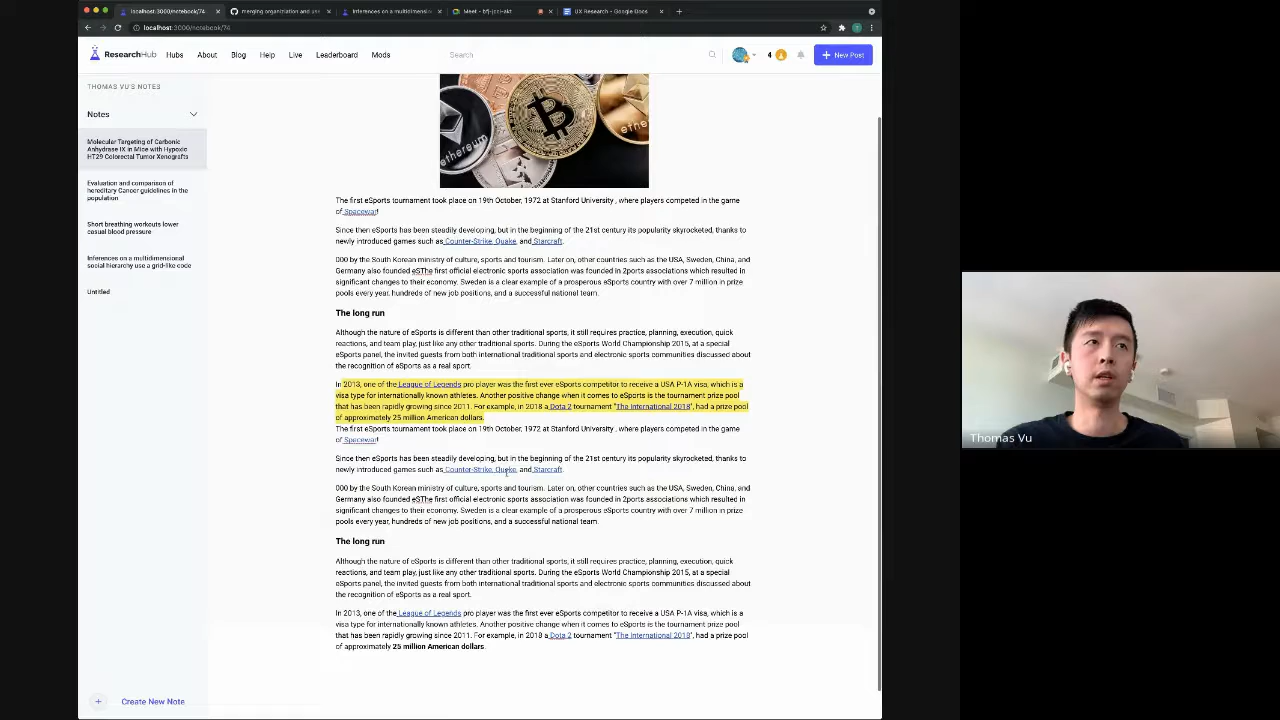 localhost:3000/notebook/74
merging organiztiation and use
Inferences on a multidimension
Meet - bfj-jpci-akt
UX Research - Google Docs
localhost:3000/notebook/74
ResearchHub
Hubs
About
Blog
Help
Live
Leaderboard
Mods
Search
4
New Post
THOMAS VU'S NOTES
Notes
Molecular Targeting of Carbonic
Anhydrase IX in Mice with Hypoxic
HT29 Colorectal Tumor Xenografts
Evaluation and comparison of
hereditary Cancer guidelines in the
population
Short breathing workouts lower
casual blood pressure
Inferences on a multidimensional
social hierarchy use a grid-like code
Untitled
Create New Note
ethereum
The first eSports tournament took place on 19th October, 1972 at Stanford University , where players competed in the game
of Spacewar!
Since then eSports has been steadily developing, but in the beginning of the 21st century its popularity skyrocketed, thanks to
newly introduced games such as Counter-Strike, Quake, and Starcraft.
000 by the South Korean ministry of culture, sports and tourism. Later on, other countries such as the USA, Sweden, China, and
Germany also founded eSThe first official electronic sports association was founded in 2ports associations which resulted in
significant changes to their economy. Sweden is a clear example of a prosperous eSports country with over 7 million in prize
pools every year, hundreds of new job positions, and a successful national team.
The long run
Although the nature of eSports is different than other traditional sports, it still requires practice, planning, execution, quick
reactions, and team play, just like any other traditional sports. During the eSports World Championship 2015, at a special
eSports panel, the invited guests from both international traditional sports and electronic sports communities discussed about
the recognition of eSports as a real sport.
In 2013, one of the League of Legends pro player was the first ever eSports competitor to receive a USA P-1A visa, which is a
visa type for internationally known athletes. Another positive change when it comes to eSports is the tournament prize pool
that has been rapidly growing since 2011. For example, in 2018 a Dota 2 tournament "The International 2018", had a prize pool
of approximately 25 million American dollars.
The first eSports tournament took place on 19th October, 1972 at Stanford University , where players competed in the game
of Spacewar!
Since then eSports has been steadily developing, but in the beginning of the 21st century its popularity skyrocketed, thanks to
newly introduced games such as Counter-Strike, Quake, and Starcraft.
000 by the South Korean ministry of culture, sports and tourism. Later on, other countries such as the USA, Sweden, China, and
Germany also founded eSThe first official electronic sports association was founded in 2ports associations which resulted in
significant changes to their economy. Sweden is a clear example of a prosperous eSports country with over 7 million in prize
pools every year, hundreds of new job positions, and a successful national team.
The long run
Although the nature of eSports is different than other traditional sports, it still requires practice, planning, execution, quick
reactions, and team play, just like any other traditional sports. During the eSports World Championship 2015, at a special
eSports panel, the invited guests from both international traditional sports and electronic sports communities discussed about
the recognition of eSports as a real sport.
In 2013, one of the League of Legends pro player was the first ever eSports competitor to receive a USA P-1A visa, which is a
visa type for internationally known athletes. Another positive change when it comes to eSports is the tournament prize pool
that has been rapidly growing since 2011. For example, in 2018 a Dota 2 tournament "The International 2018", had a prize pool
of approximately 25 million American dollars.
Thomas Vu